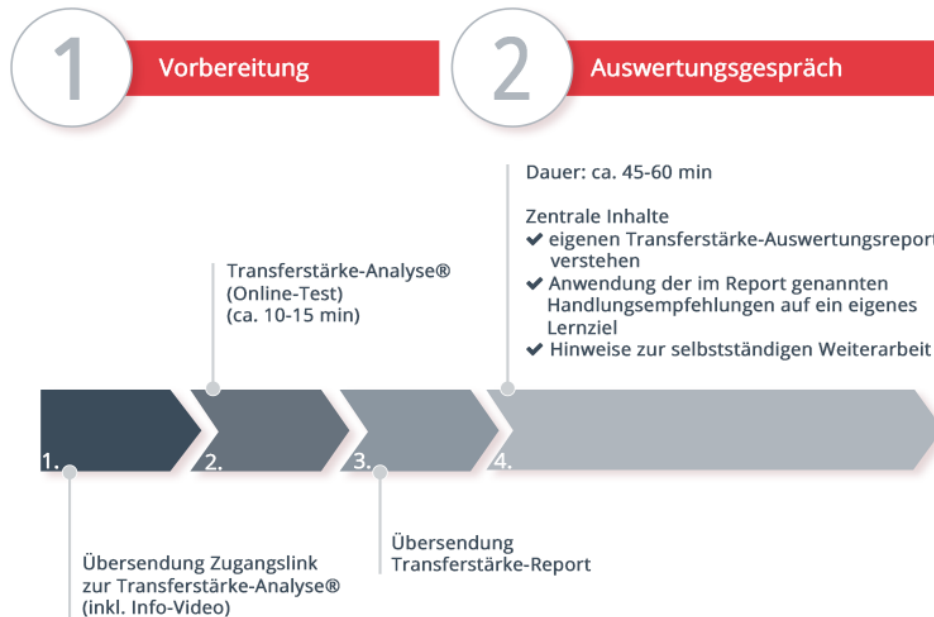 1
Vorbereitung
2
Auswertungsgespräch
Dauer: ca. 45-60 min
Zentrale Inhalte
✔ eigenen Transferstärke-Auswertungsreport
verstehen
✔ Anwendung der im Report genannten
Handlungsempfehlungen auf ein eigenes
Lernziel
✔ Hinweise zur selbstständigen Weiterarbeit
Transferstärke-Analyse®
(Online-Test)
(ca. 10-15 min)
1.
2.
3.
4.
Übersendung Zugangslink
zur Transferstärke-Analyse®
(inkl. Info-Video)
Übersendung
Transferstärke-Report